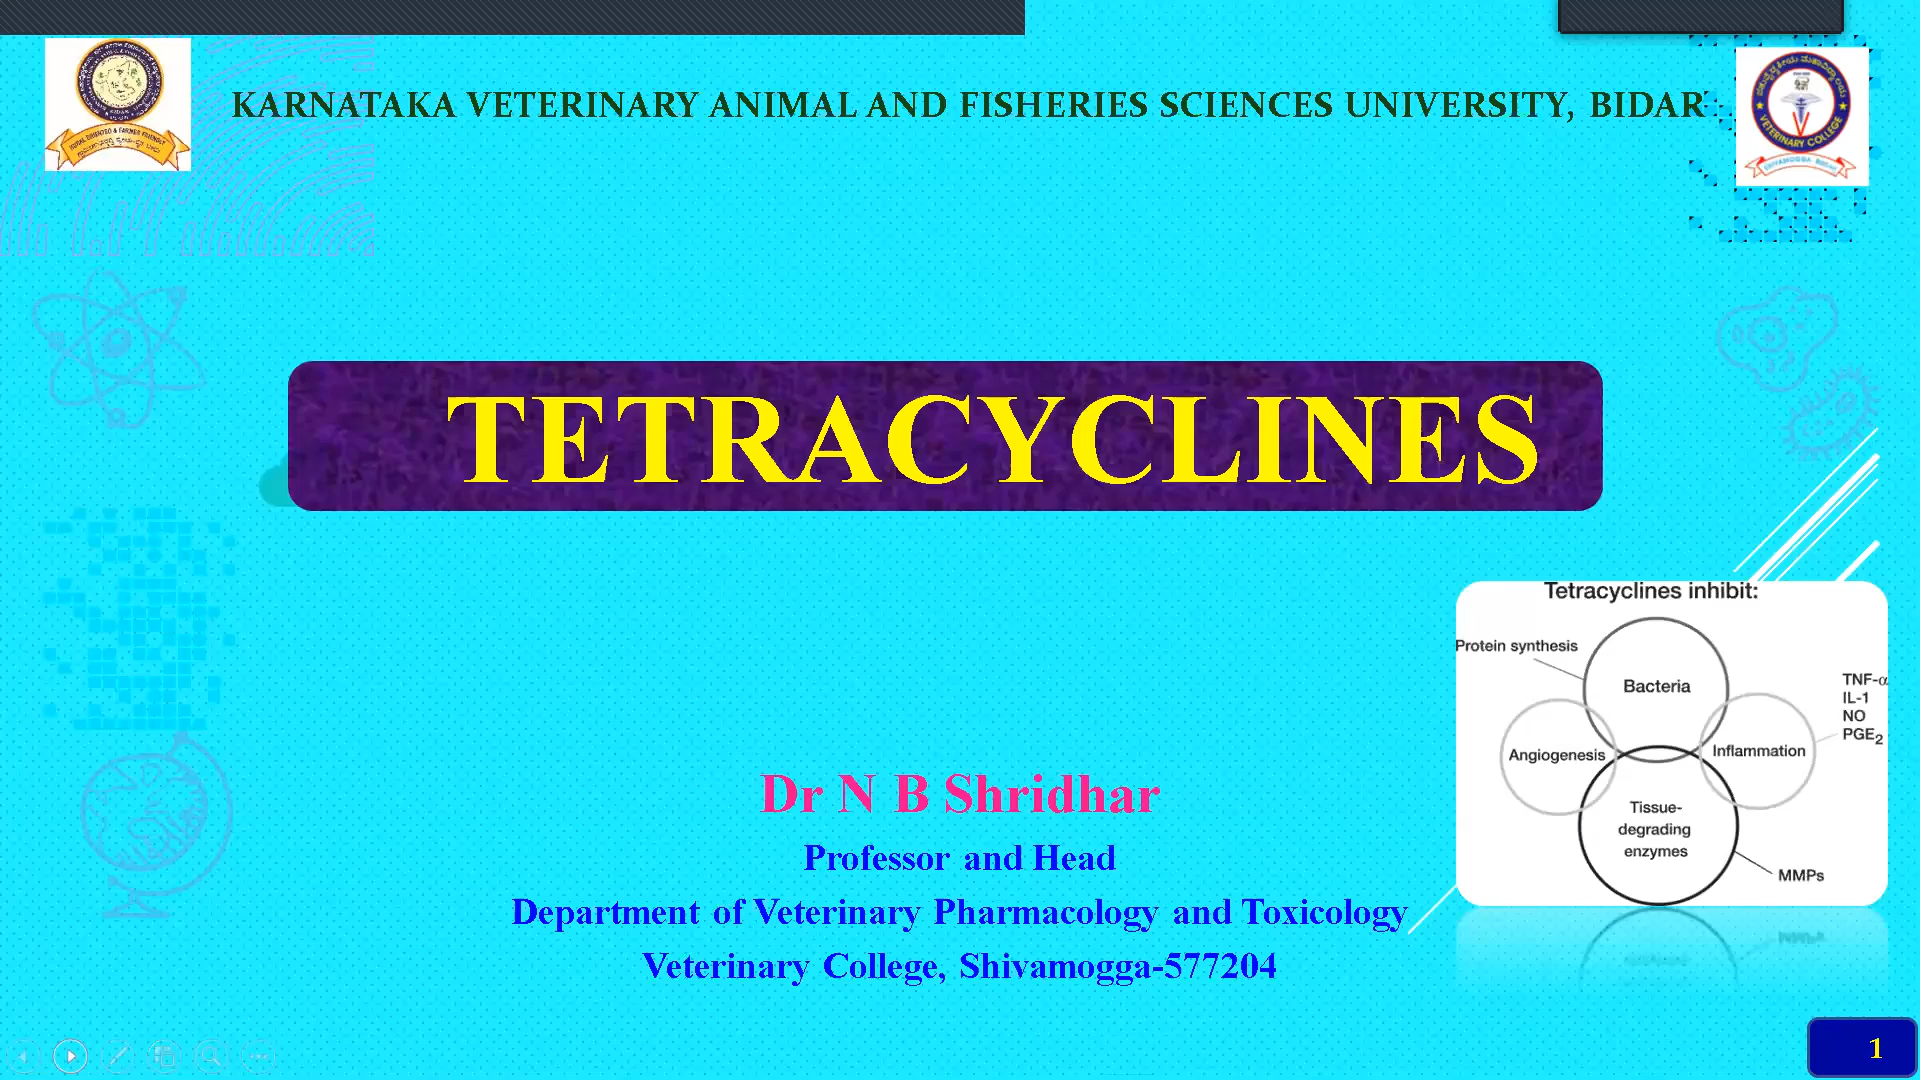 KARNATAKA VETERINARY ANIMAL AND FISHERIES SCIENCES UNIVERSITY, BIDAR
VETERINARY COLLEGE
TETRACYCLINES
Tetracyclines inhibit:
Protein synthesis
Bacteria
TNF-α
IL-1
NO
PGE2
Angiogenesis
Inflammation
Tissue-
degrading
enzymes
MMPs
Dr N B Shridhar
Professor and Head
Department of Veterinary Pharmacology and Toxicology
Veterinary College, Shivamogga-577204
1